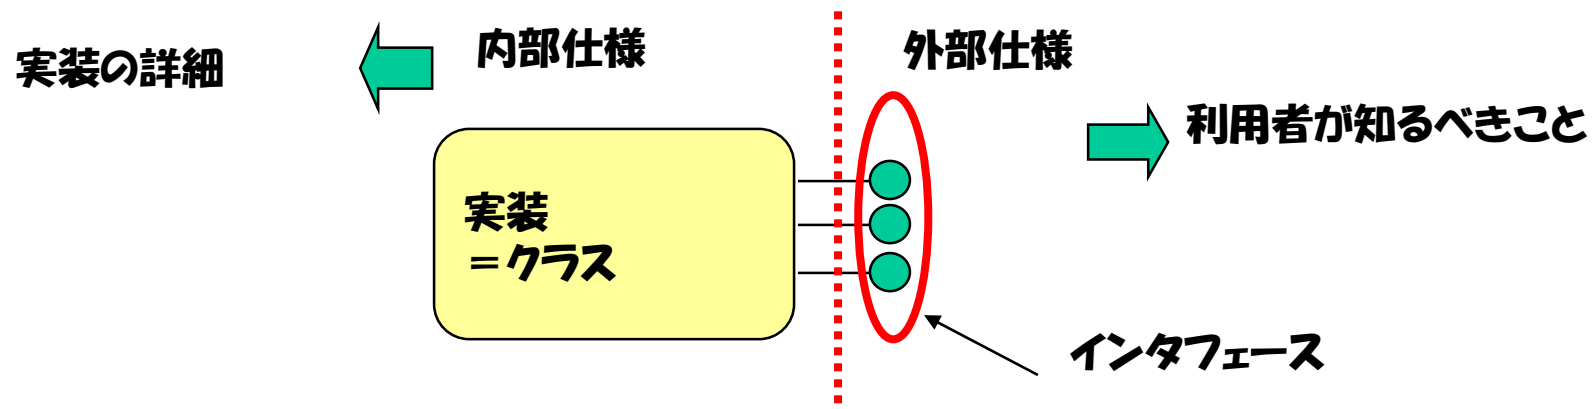 実装の詳細
内部仕様
外部仕様
利用者が知るべきこと
実装
＝クラス
インタフェース